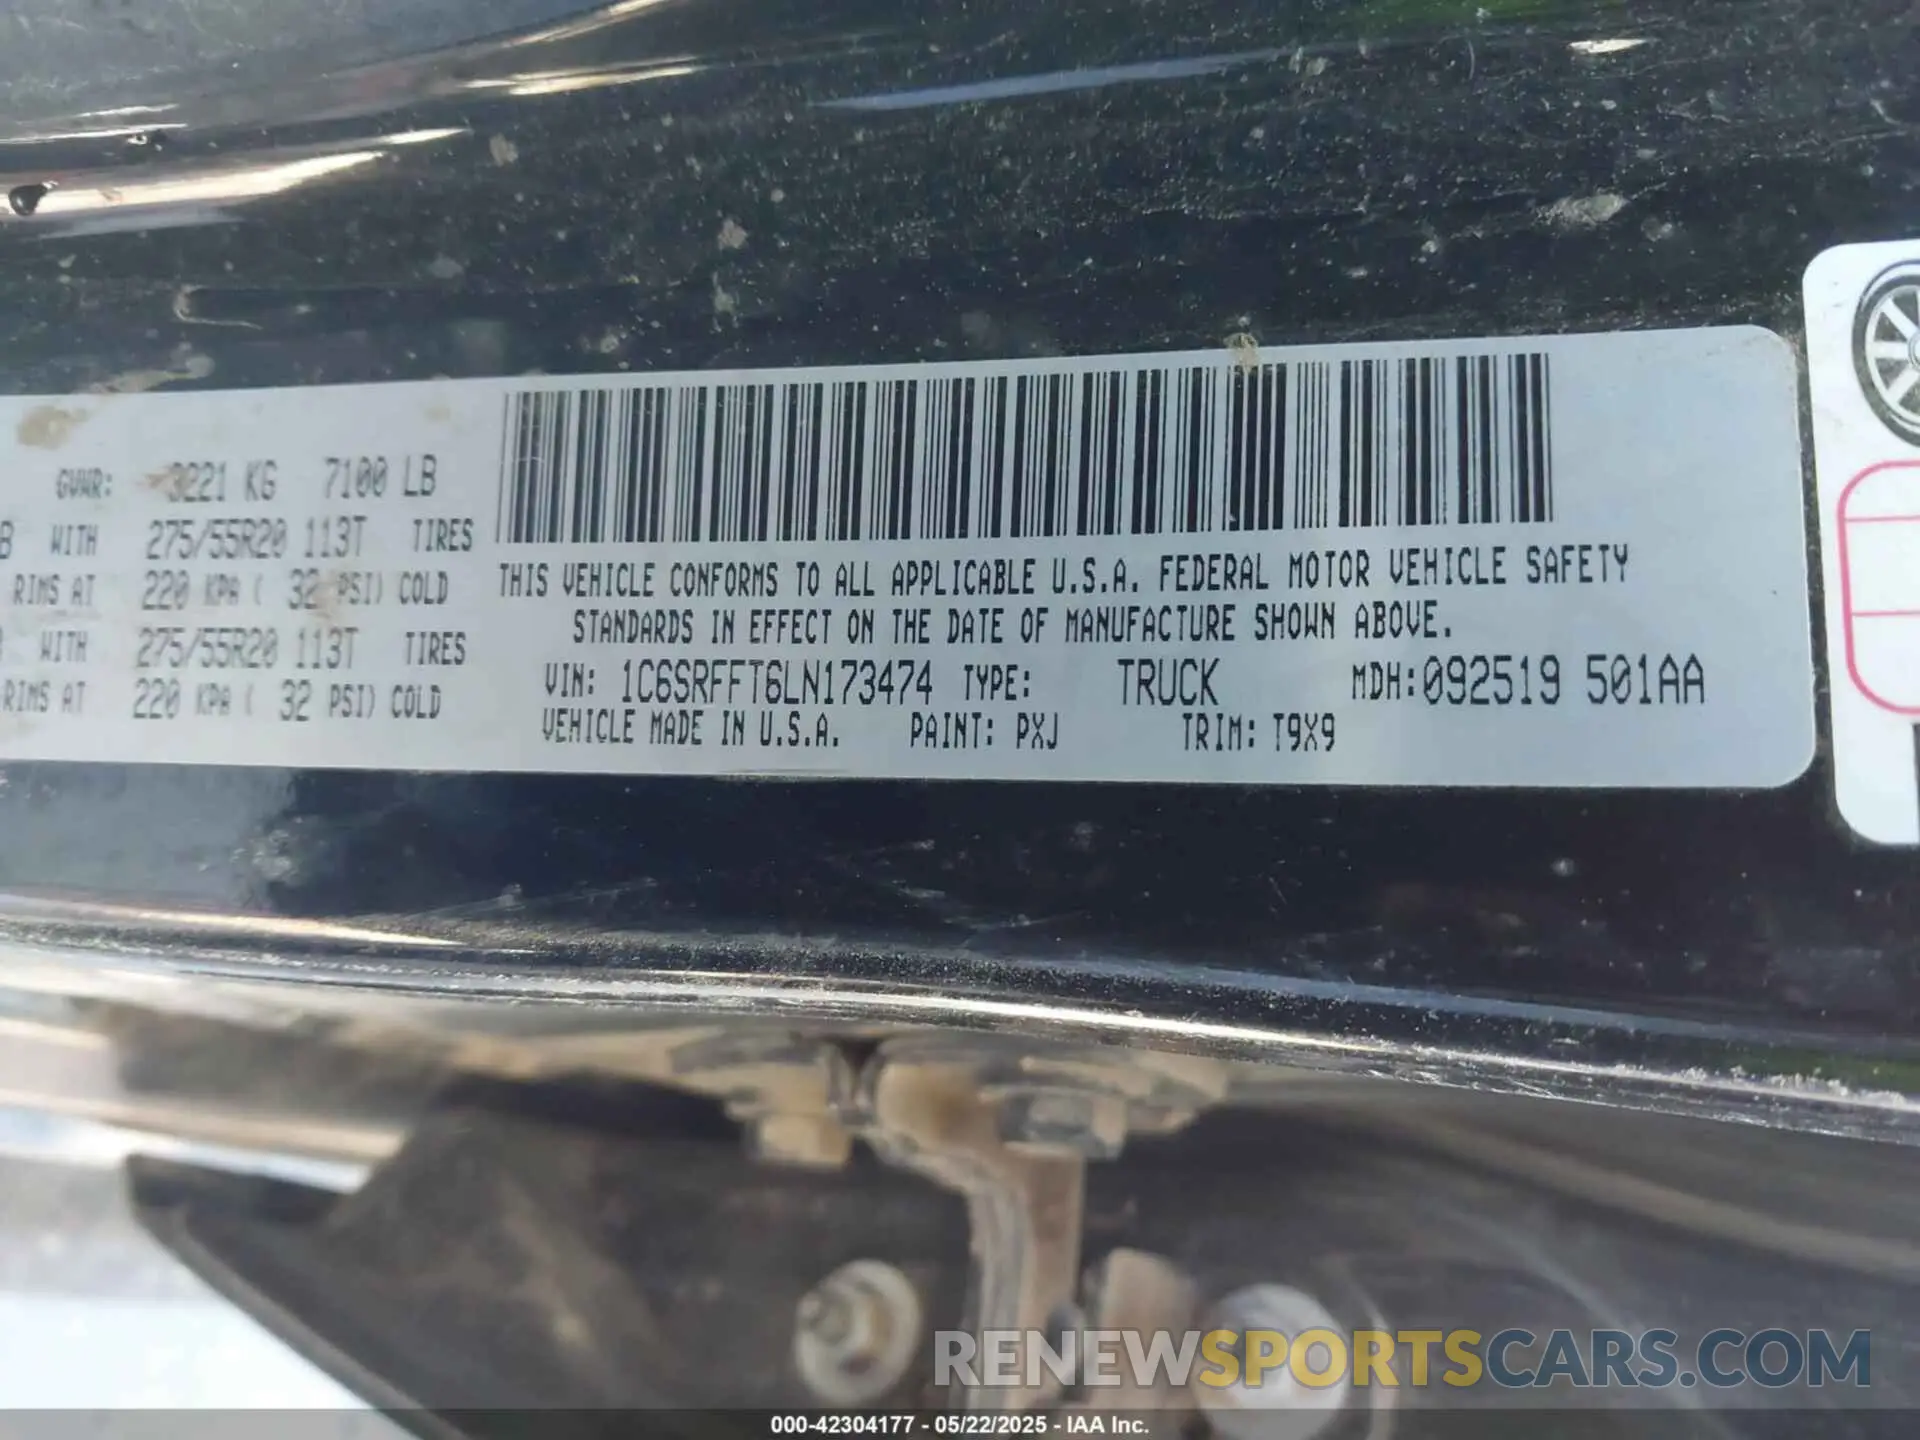 GVWR: 3221 KG 7100 LB
B WITH 275/55R20 113T TIRES
RIMS AT 220 KPA ( 32 PSI) COLD
WITH 275/55R20 113T TIRES
RIMS AT 220 KPA ( 32 PSI) COLD
THIS VEHICLE CONFORMS TO ALL APPLICABLE U.S.A. FEDERAL MOTOR VEHICLE SAFETY
STANDARDS IN EFFECT ON THE DATE OF MANUFACTURE SHOWN ABOVE.
VIN: 1C6SRFFT6LN173474 TYPE: TRUCK MDH:092519 501AA
VEHICLE MADE IN U.S.A. PAINT: PXJ TRIM: T9X9
RENEWSPORTSCARS.COM
000-42304177 - 05/22/2025 - IAA Inc.